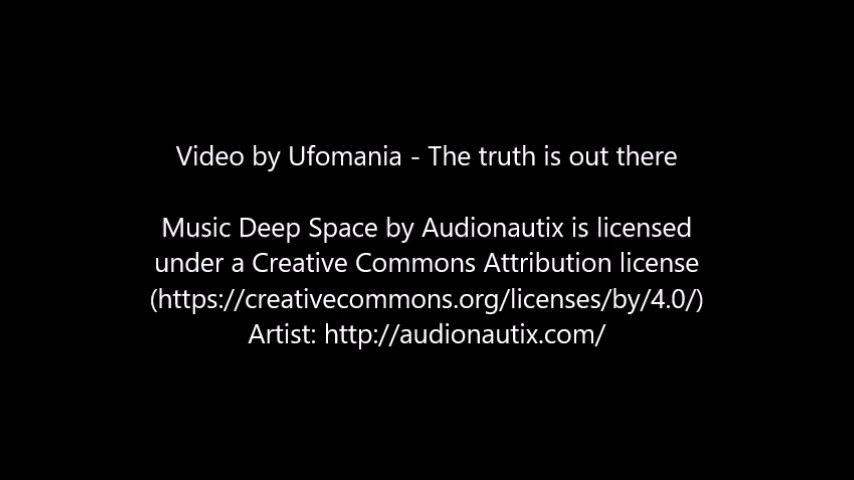 Video by Ufomania - The truth is out there
Music Deep Space by Audionautix is licensed
under a Creative Commons Attribution license
(https://creativecommons.org/licenses/by/4.0/)
Artist: http://audionautix.com/